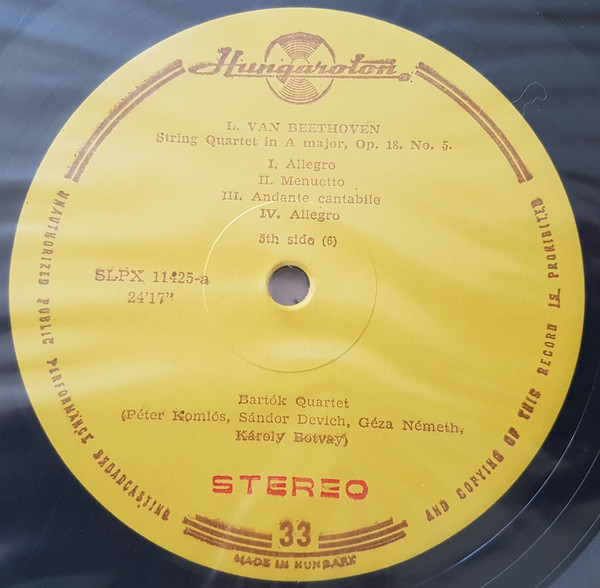 Hungaroton
L. VAN BEETHOVEN
String Quartet in A major, Op. 18. No. 5.
I. Allegro
II. Menuetto
III. Andante cantabile
IV. Allegro
5th side (6)
SLPX 11425-a
24'17"
Bartók Quartet
(Péter Komlós, Sándor Devich, Géza Németh,
Károly Botvay)
STEREO
33
MADE IN HUNGARY
UNAUTHORIZED PUBLIC PERFORMANCE BROADCASTING AND COPYING OF THIS RECORD IS PROHIBITED